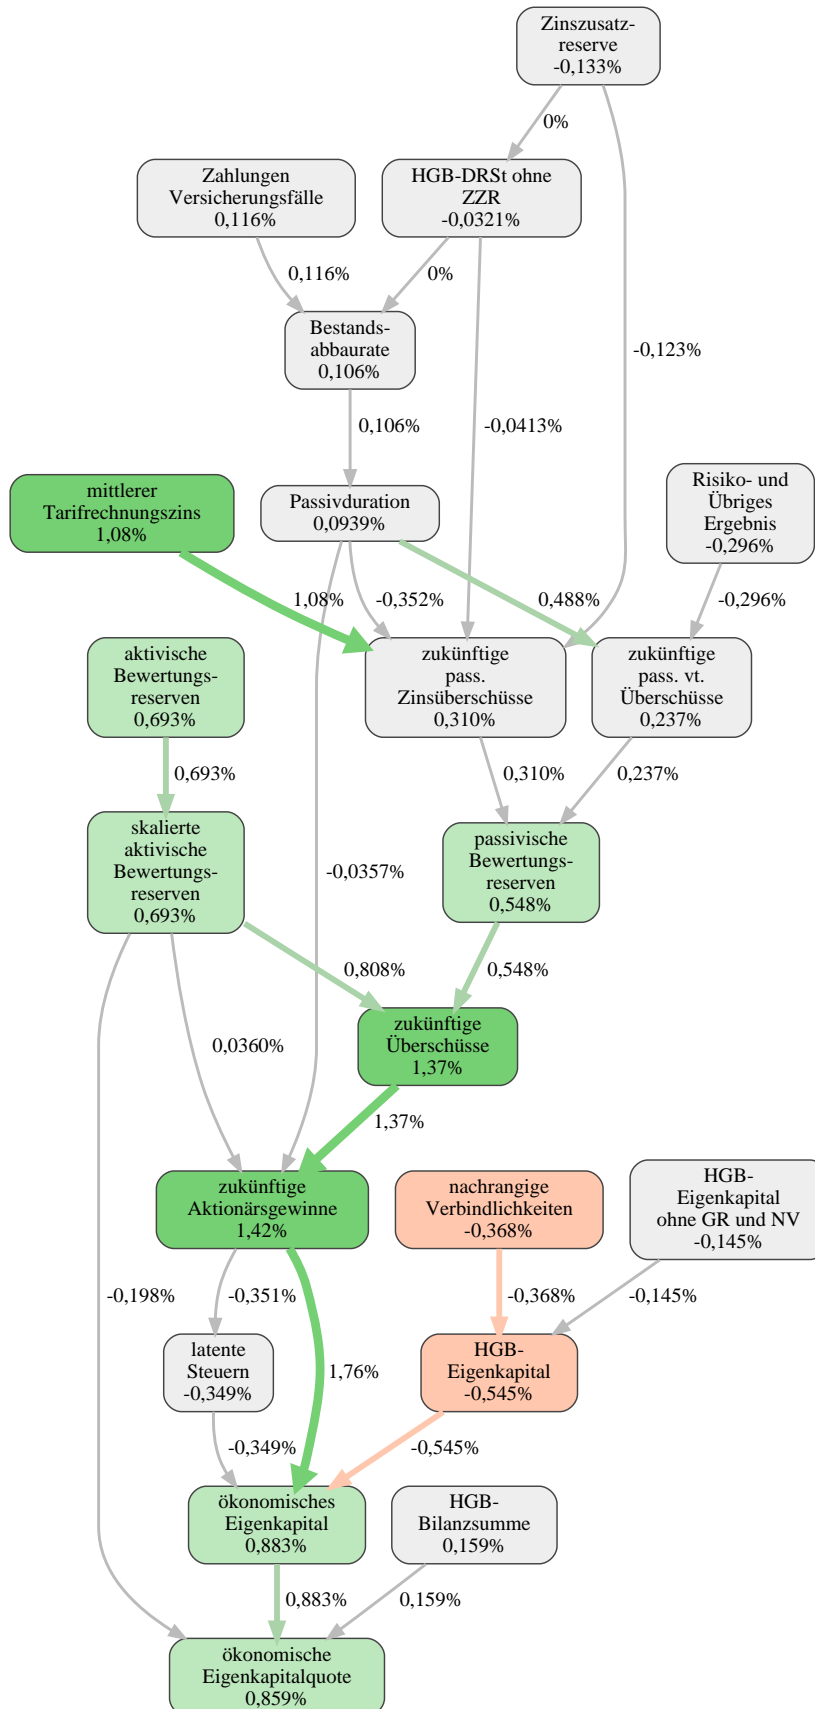 Zinszusatz-
reserve
-0,133%
0%
Zahlungen
Versicherungsfälle
0,116%
HGB-DRSt ohne
ZZR
-0,0321%
0,116%
0%
Bestands-
abbaurate
0,106%
-0,123%
0,106%
-0,0413%
mittlerer
Tarifrechnungszins
1,08%
Passivduration
0,0939%
Risiko- und
Übriges
Ergebnis
-0,296%
1,08%
-0,352%
0,488%
-0,296%
aktivische
Bewertungs-
reserven
0,693%
zukünftige
pass.
Zinsüberschüsse
0,310%
zukünftige
pass. vt.
Überschüsse
0,237%
0,693%
0,310%
0,237%
skalierte
aktivische
Bewertungs-
reserven
0,693%
-0,0357%
passivische
Bewertungs-
reserven
0,548%
0,808%
0,548%
zukünftige
Überschüsse
1,37%
0,0360%
1,37%
zukünftige
Aktionärsgewinne
1,42%
nachrangige
Verbindlichkeiten
-0,368%
HGB-
Eigenkapital
ohne GR und NV
-0,145%
-0,198%
-0,351%
-0,368%
-0,145%
latente
Steuern
-0,349%
1,76%
HGB-
Eigenkapital
-0,545%
-0,349%
-0,545%
ökonomisches
Eigenkapital
0,883%
HGB-
Bilanzsumme
0,159%
0,883%
0,159%
ökonomische
Eigenkapitalquote
0,859%